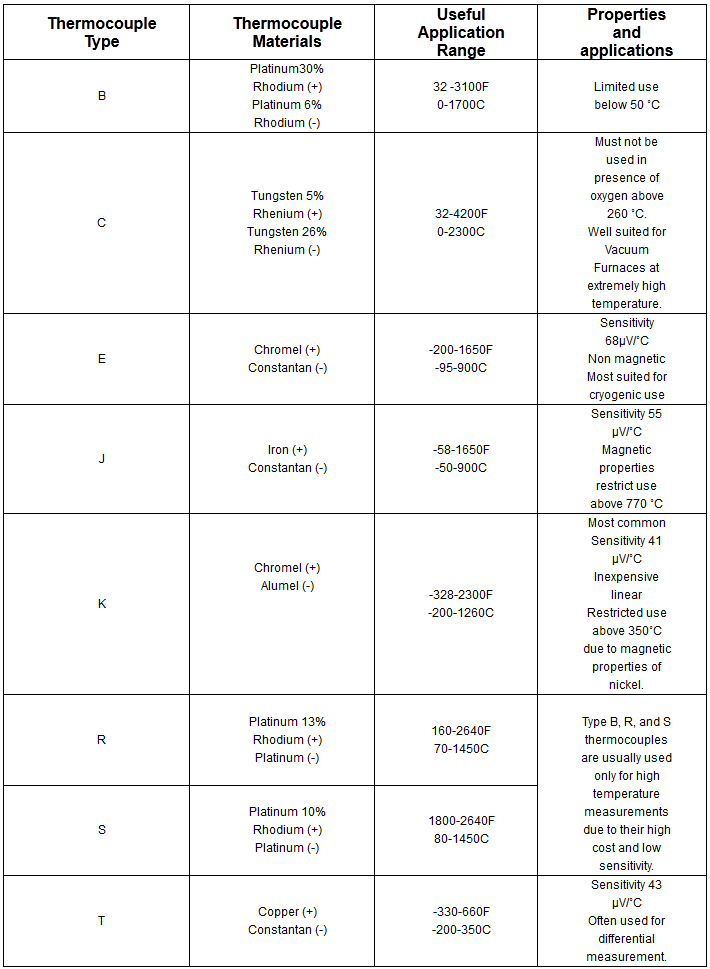 Thermocouple
Type
Thermocouple
Materials
Useful
Application
Range
Properties
and
applications
B
Platinum30%
Rhodium (+)
Platinum 6%
Rhodium (-)
32 -3100F
0-1700C
Limited use
below 50 °C
C
Tungsten 5%
Rhenium (+)
Tungsten 26%
Rhenium (-)
32-4200F
0-2300C
Must not be
used in
presence of
oxygen above
260 °C.
Well suited for
Vacuum
Furnaces at
extremely high
temperature.
E
Chromel (+)
Constantan (-)
-200-1650F
-95-900C
Sensitivity
68µV/°C
Non magnetic
Most suited for
cryogenic use
J
Iron (+)
Constantan (-)
-58-1650F
-50-900C
Sensitivity 55
µV/°C
Magnetic
properties
restrict use
above 770 °C
K
Chromel (+)
Alumel (-)
-328-2300F
-200-1260C
Most common
Sensitivity 41
µV/°C
Inexpensive
linear
Restricted use
above 350°C
due to magnetic
properties of
nickel.
R
Platinum 13%
Rhodium (+)
Platinum (-)
160-2640F
70-1450C
Type B, R, and S
thermocouples
are usually used
only for high
temperature
measurements
due to their high
cost and low
sensitivity.
S
Platinum 10%
Rhodium (+)
Platinum (-)
1800-2640F
80-1450C
T
Copper (+)
Constantan (-)
-330-660F
-200-350C
Sensitivity 43
µV/°C
Often used for
differential
measurement.